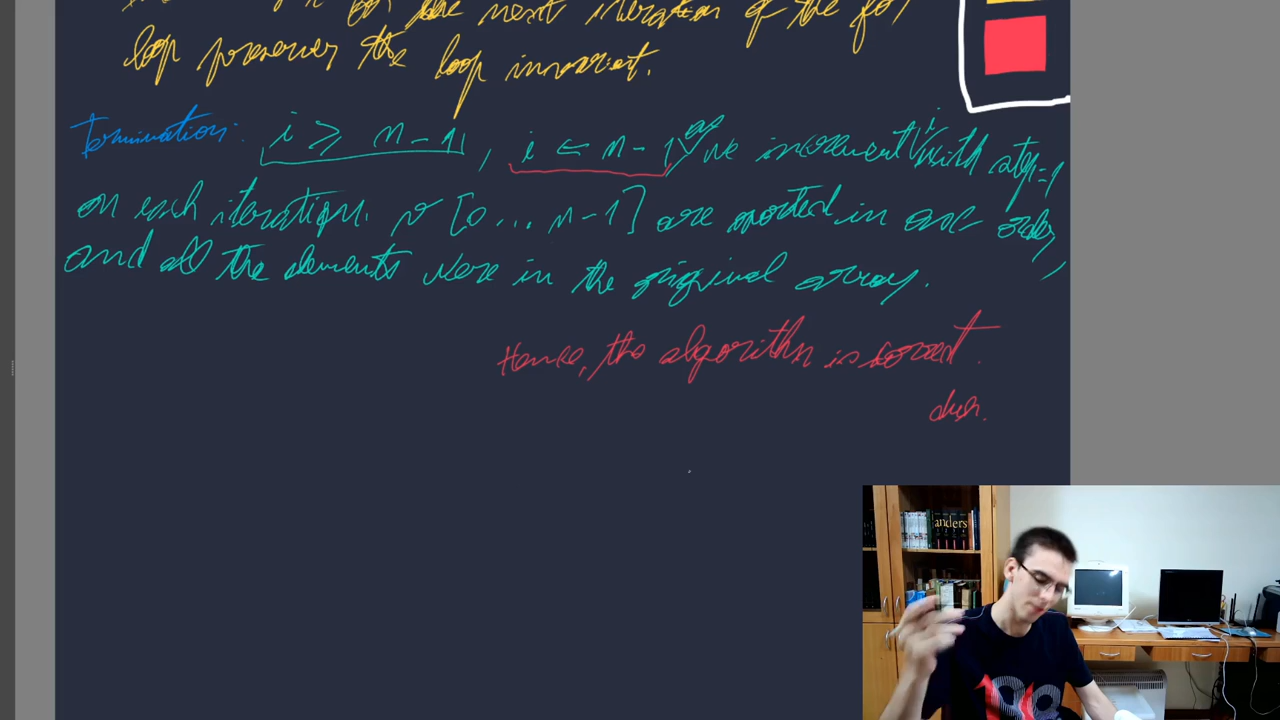 for the next iteration of the for
loop preserves the loop invariant.
Termination: i ≥ n-1, i = n-1 as we increment i with step=1
on each iteration. v [0 ... n-1] are sorted in asc order,
and all the elements were in the original array.
Hence, the algorithm is correct.
anders